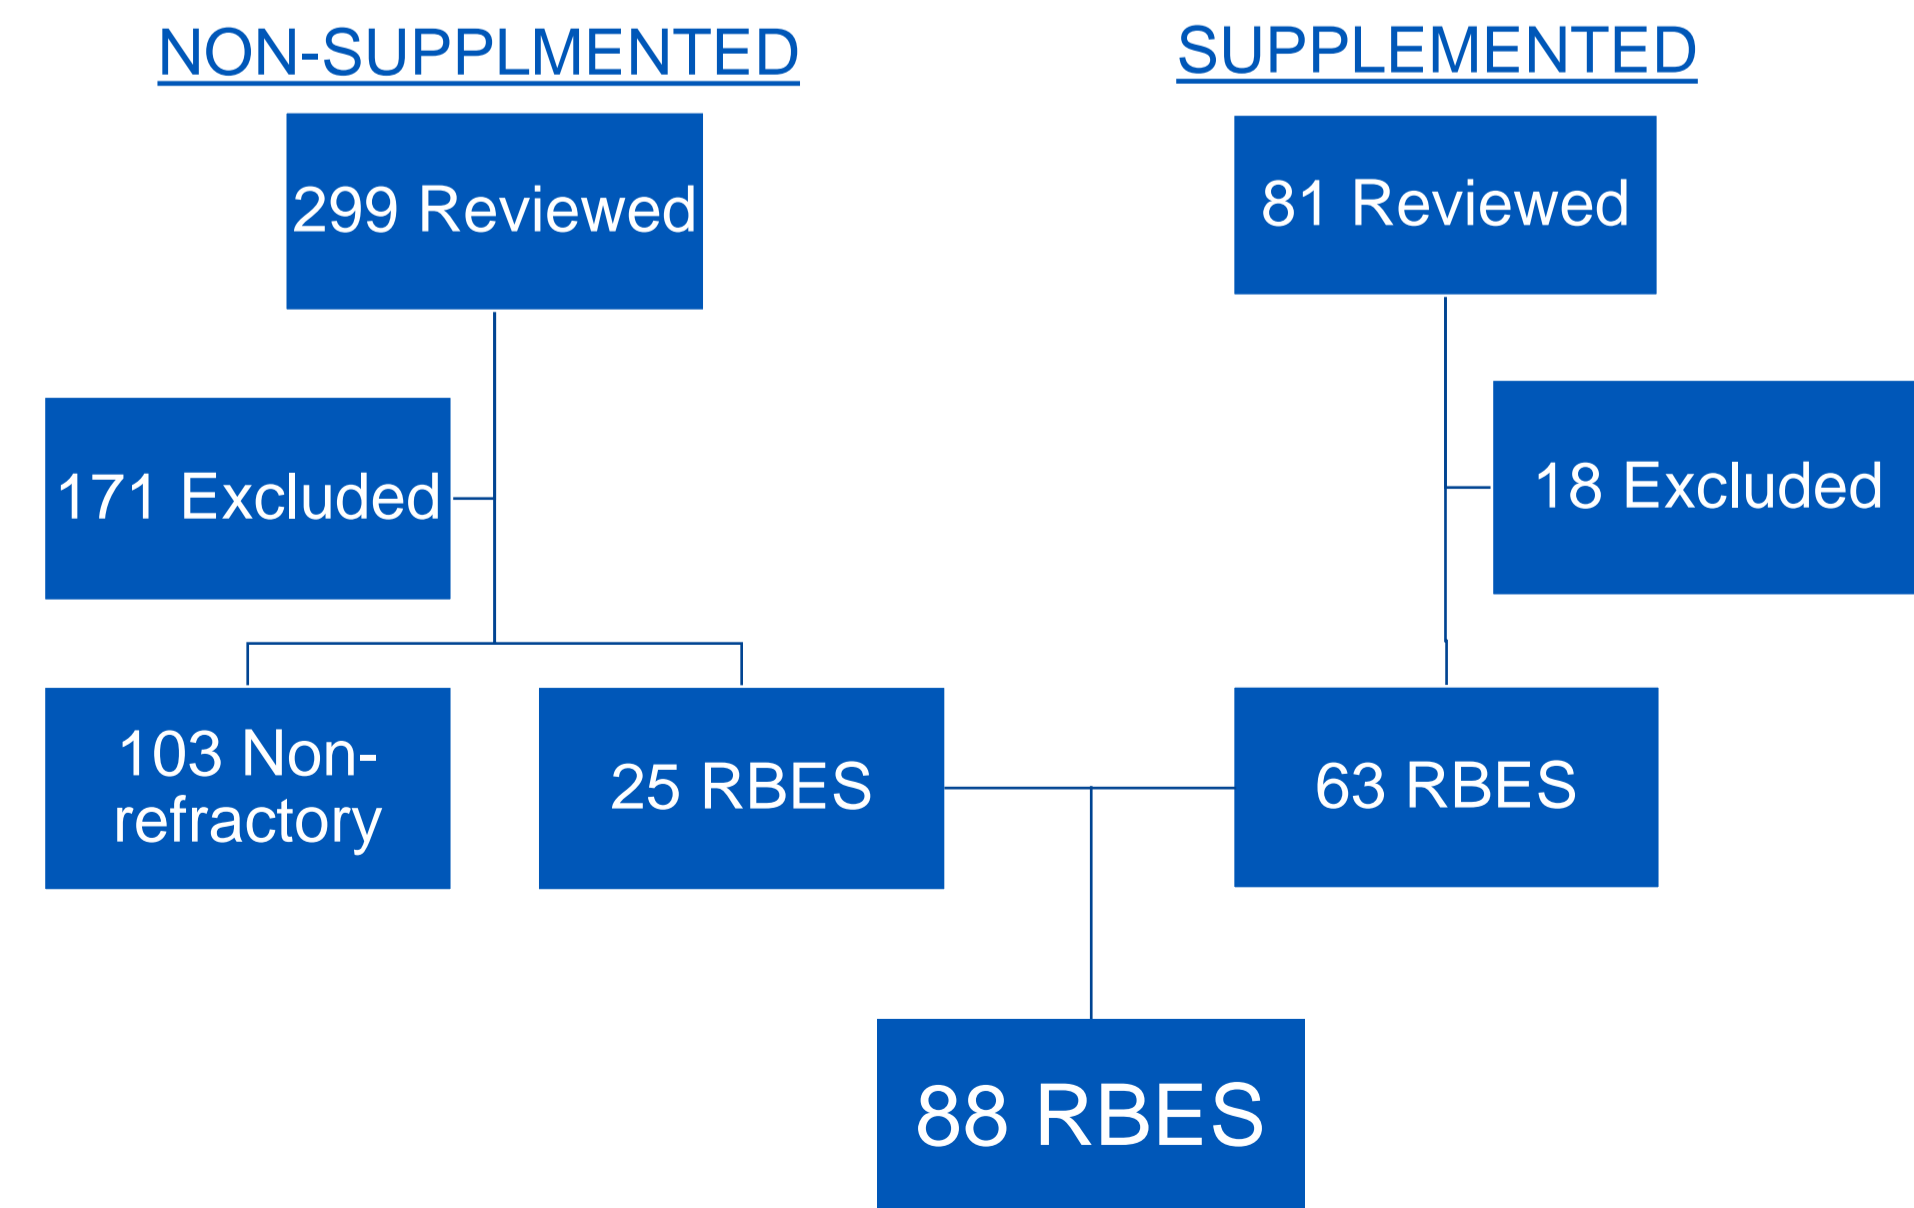 NON-SUPPLMENTED
SUPPLEMENTED
299 Reviewed
81 Reviewed
171 Excluded
18 Excluded
103 Non-
refractory
25 RBES
63 RBES
88 RBES